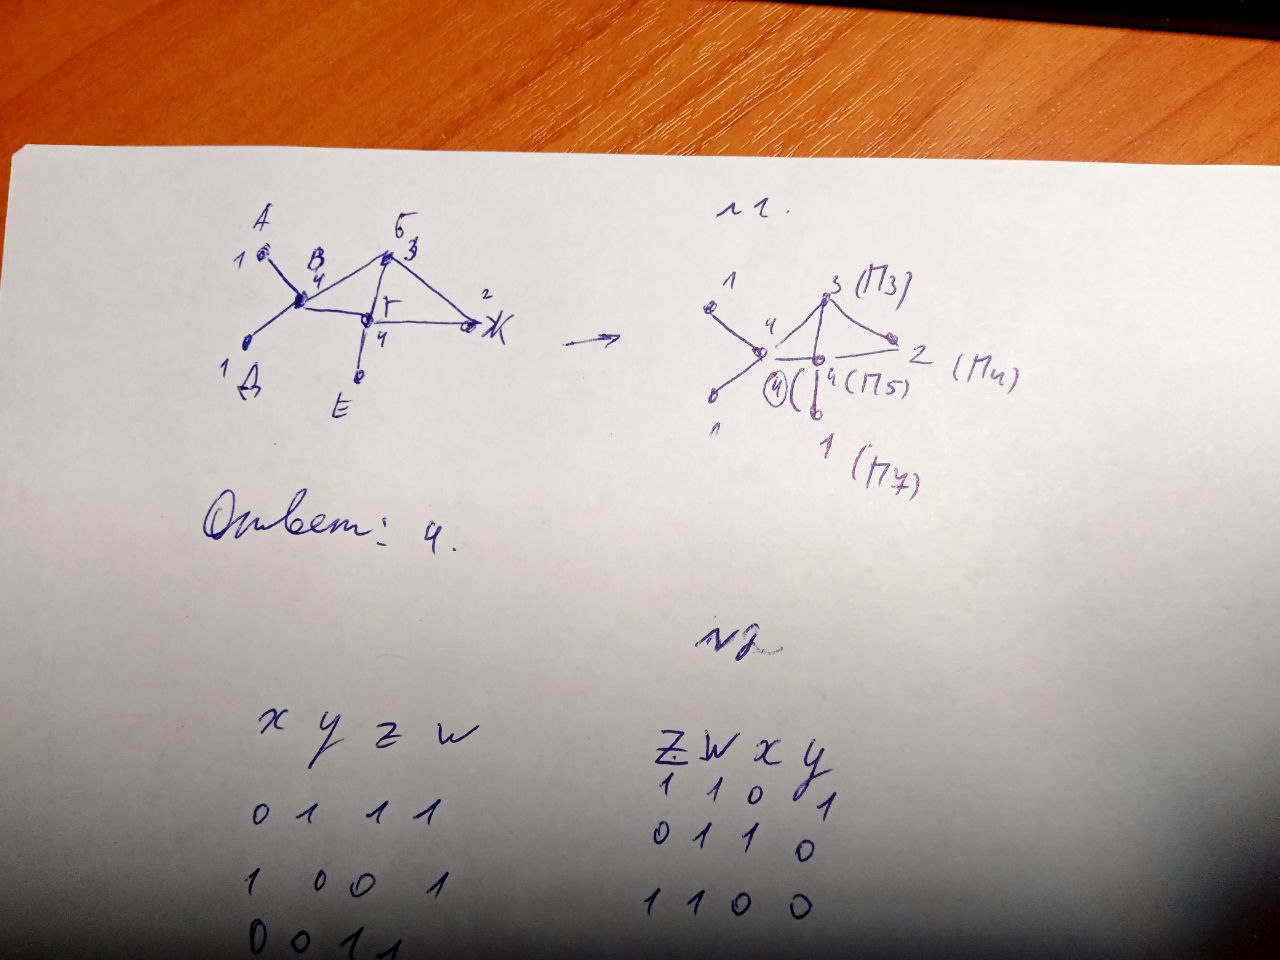 А
Б
1
В
3
4
Г
2
Ж
4
1
Д
Е
→
1
3 (П3)
4
2 (П4)
4 (
4 (П5)
1
1 (П7)
Ответ: 4.
x y z w
0 1 1 1
1 0 0 1
0 0 1 1
№2
z w x y
1 1 0 1
0 1 1 0
1 1 0 0